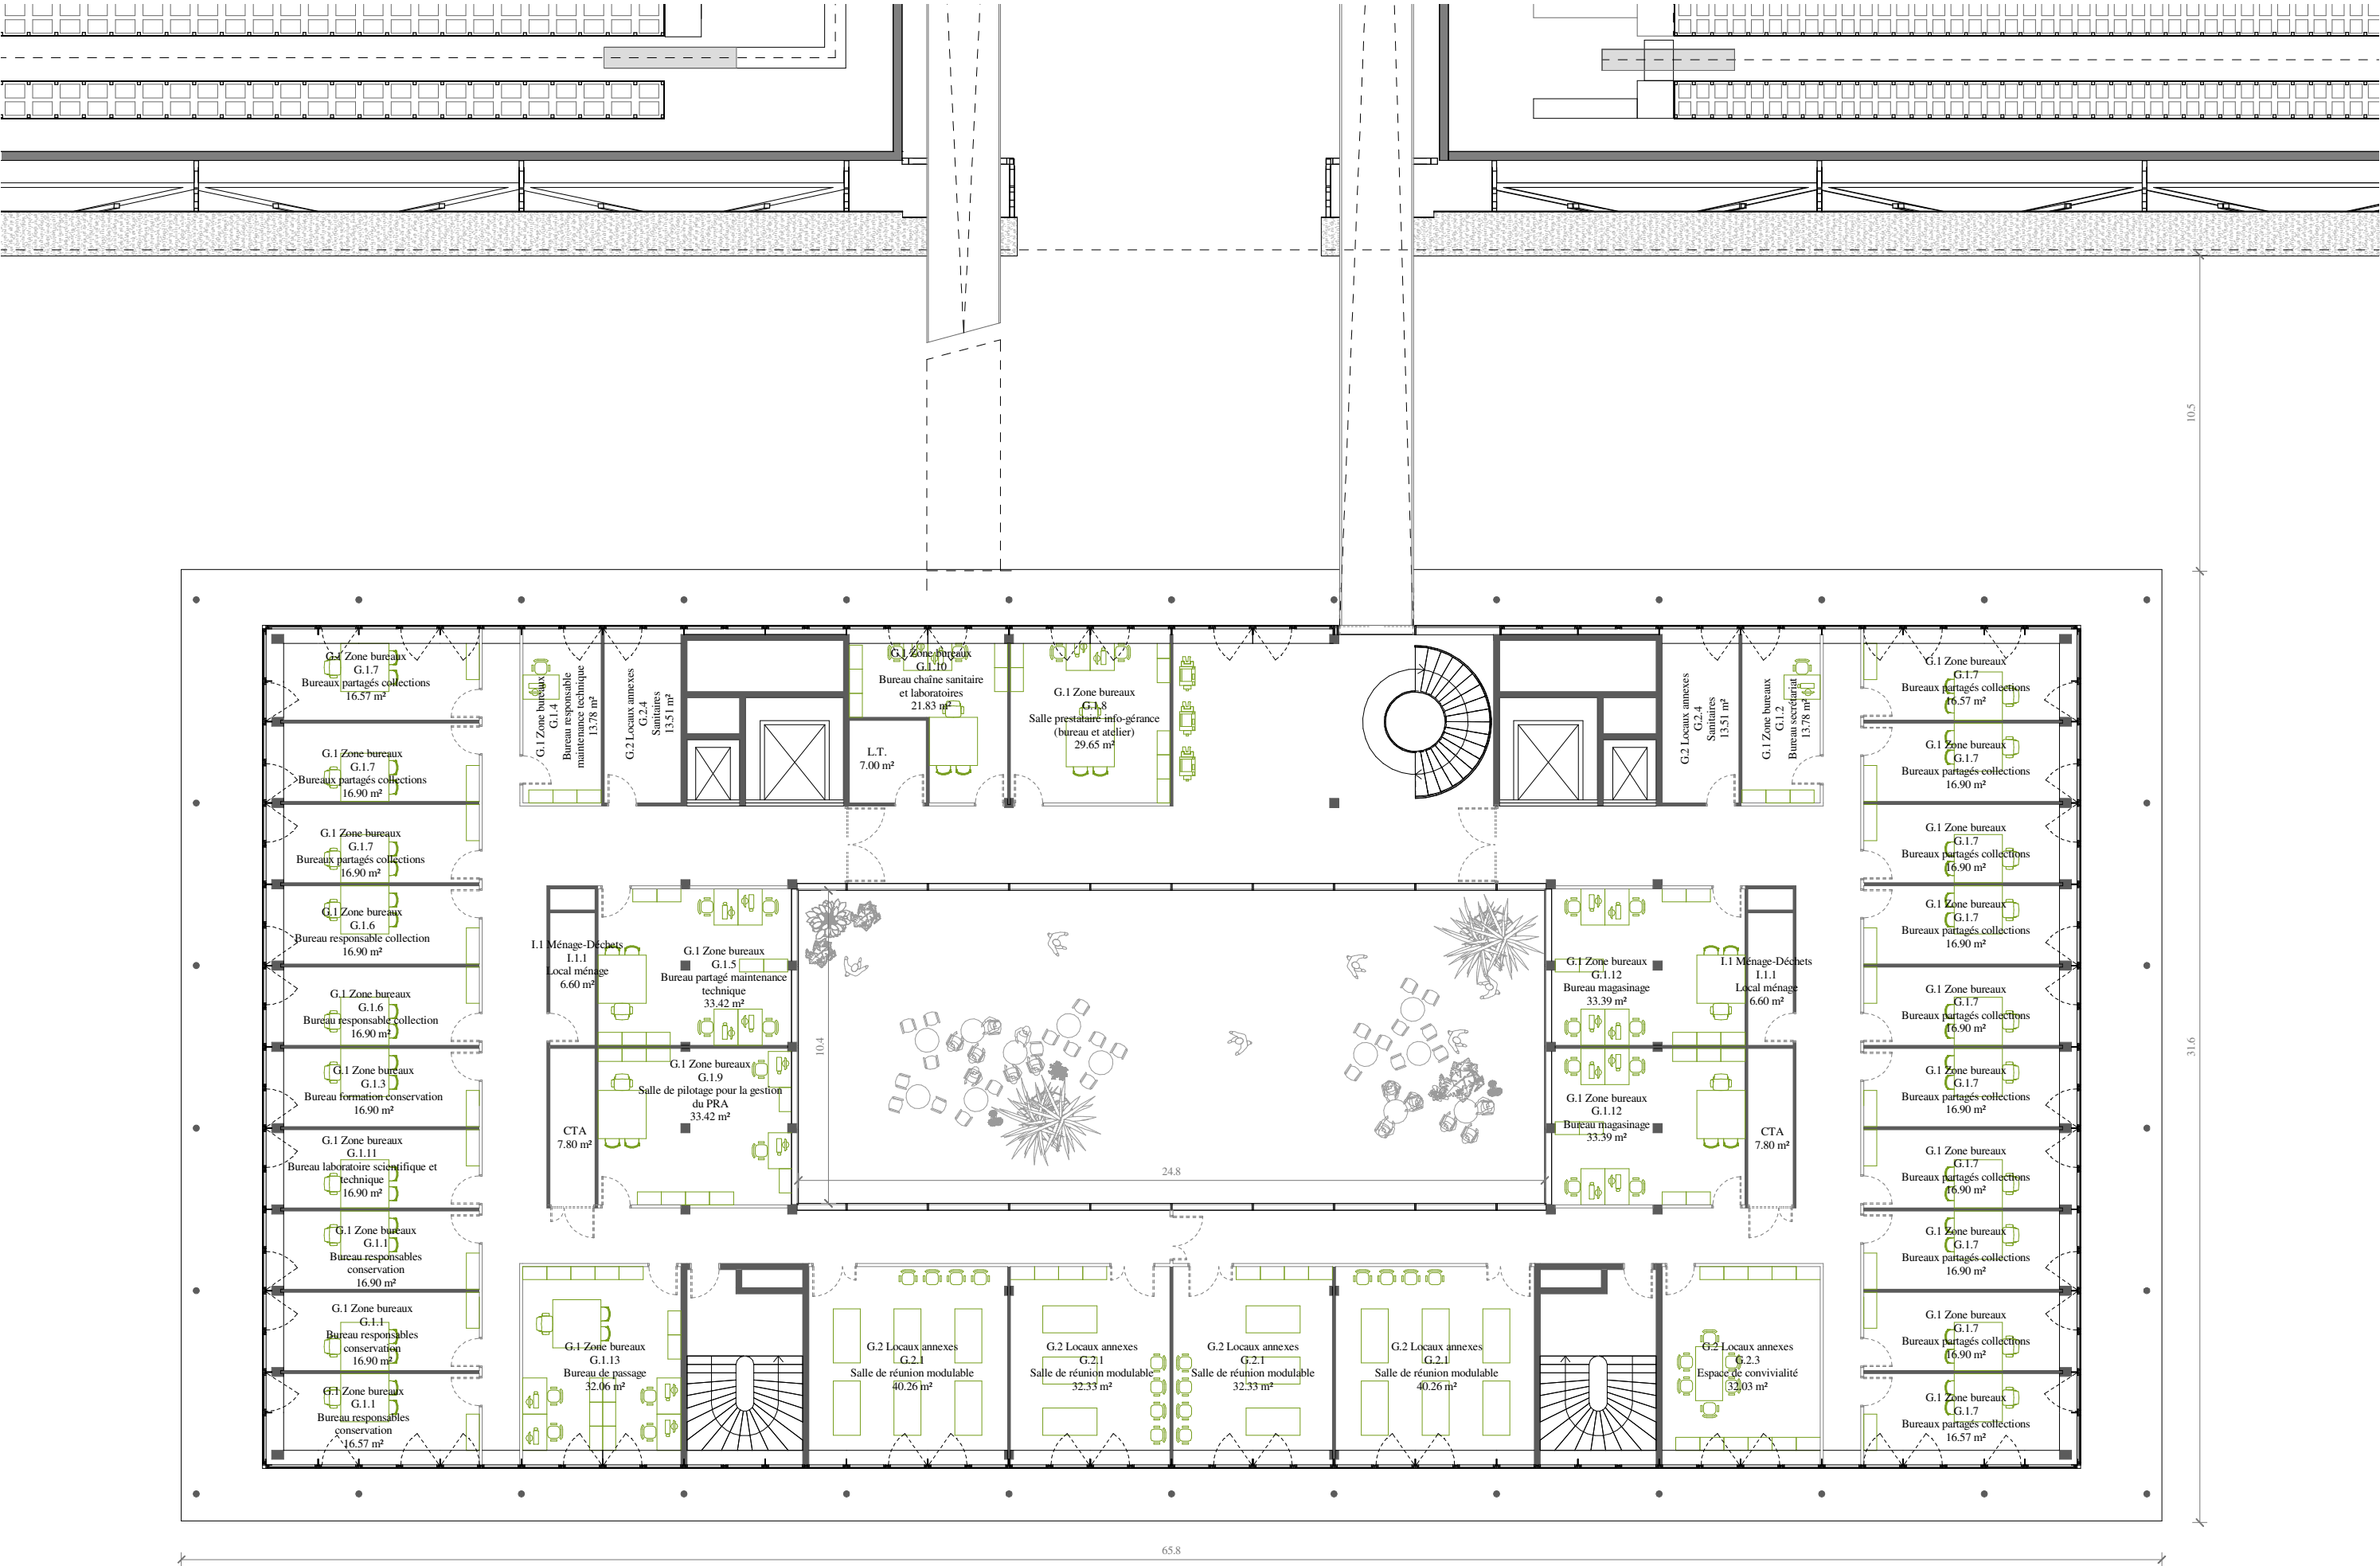 10.5
G.1 Zone bureaux
G.1.7
Bureaux partagés collections
16.57 m²
G.1 Zone bureaux
G.1.4
Bureau responsable
maintenance technique
13.78 m²
G.2 Locaux annexes
G.2.4
Sanitaires
13.51 m²
G.1 Zone bureaux
G.1.10
Bureau chaîne sanitaire
et laboratoires
21.83 m²
L.T.
7.00 m²
G.1 Zone bureaux
G.1.8
Salle prestataire info-gérance
(bureau et atelier)
29.65 m²
G.2 Locaux annexes
G.2.4
Sanitaires
13.51 m²
G.1 Zone bureaux
G.1.2
Bureau secrétariat
13.78 m²
G.1 Zone bureaux
G.1.7
Bureaux partagés collections
16.57 m²
G.1 Zone bureaux
G.1.7
Bureaux partagés collections
16.90 m²
G.1 Zone bureaux
G.1.7
Bureaux partagés collections
16.90 m²
G.1 Zone bureaux
G.1.7
Bureaux partagés collections
16.90 m²
G.1 Zone bureaux
G.1.7
Bureaux partagés collections
16.90 m²
G.1 Zone bureaux
G.1.6
Bureau responsable collection
16.90 m²
I.1 Ménage-Déchets
I.1.1
Local ménage
6.60 m²
G.1 Zone bureaux
G.1.5
Bureau partagé maintenance
technique
33.42 m²
G.1 Zone bureaux
G.1.12
Bureau magasinage
33.39 m²
I.1 Ménage-Déchets
I.1.1
Local ménage
6.60 m²
G.1 Zone bureaux
G.1.7
Bureaux partagés collections
16.90 m²
G.1 Zone bureaux
G.1.6
Bureau responsable collection
16.90 m²
10.4
G.1 Zone bureaux
G.1.7
Bureaux partagés collections
16.90 m²
31.6
G.1 Zone bureaux
G.1.3
Bureau formation conservation
16.90 m²
G.1 Zone bureaux
G.1.9
Salle de pilotage pour la gestion
du PRA
33.42 m²
G.1 Zone bureaux
G.1.12
Bureau magasinage
33.39 m²
G.1 Zone bureaux
G.1.7
Bureaux partagés collections
16.90 m²
CTA
7.80 m²
CTA
7.80 m²
G.1 Zone bureaux
G.1.11
Bureau laboratoire scientifique et
technique
16.90 m²
24.8
G.1 Zone bureaux
G.1.7
Bureaux partagés collections
16.90 m²
G.1 Zone bureaux
G.1.1
Bureau responsables
conservation
16.90 m²
G.1 Zone bureaux
G.1.7
Bureaux partagés collections
16.90 m²
G.1 Zone bureaux
G.1.1
Bureau responsables
conservation
16.90 m²
G.1 Zone bureaux
G.1.13
Bureau de passage
32.06 m²
G.2 Locaux annexes
G.2.1
Salle de réunion modulable
40.26 m²
G.2 Locaux annexes
G.2.1
Salle de réunion modulable
32.33 m²
G.2 Locaux annexes
G.2.1
Salle de réunion modulable
32.33 m²
G.2 Locaux annexes
G.2.1
Salle de réunion modulable
40.26 m²
G.2 Locaux annexes
G.2.3
Espace de convivialité
32.03 m²
G.1 Zone bureaux
G.1.7
Bureaux partagés collections
16.90 m²
G.1 Zone bureaux
G.1.1
Bureau responsables
conservation
16.57 m²
G.1 Zone bureaux
G.1.7
Bureaux partagés collections
16.57 m²
65.8